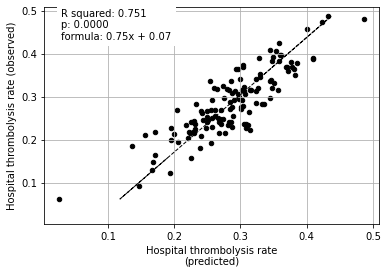 R squared: 0.751
p: 0.0000
formula: 0.75x + 0.07
Hospital thrombolysis rate (observed)
0.5
0.4
0.3
0.2
0.1
0.1 0.2 0.3 0.4 0.5
Hospital thrombolysis rate
(predicted)